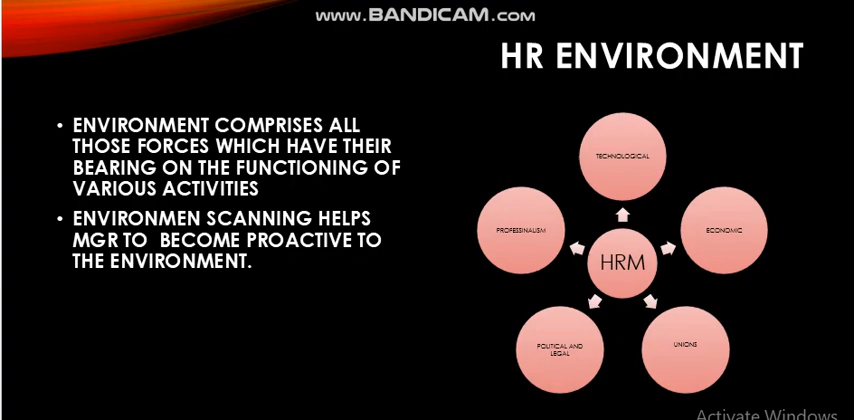 www.BANDICAM.com
HR ENVIRONMENT
• ENVIRONMENT COMPRISES ALL
THOSE FORCES WHICH HAVE THEIR
BEARING ON THE FUNCTIONING OF
VARIOUS ACTIVITIES
• ENVIRONMEN SCANNING HELPS
MGR TO BECOME PROACTIVE TO
THE ENVIRONMENT.
TECHNOLOGICAL
PROFESSINALISM
ECONOMIC
HRM
POLITICAL AND
LEGAL
UNIONS
Activate Windows